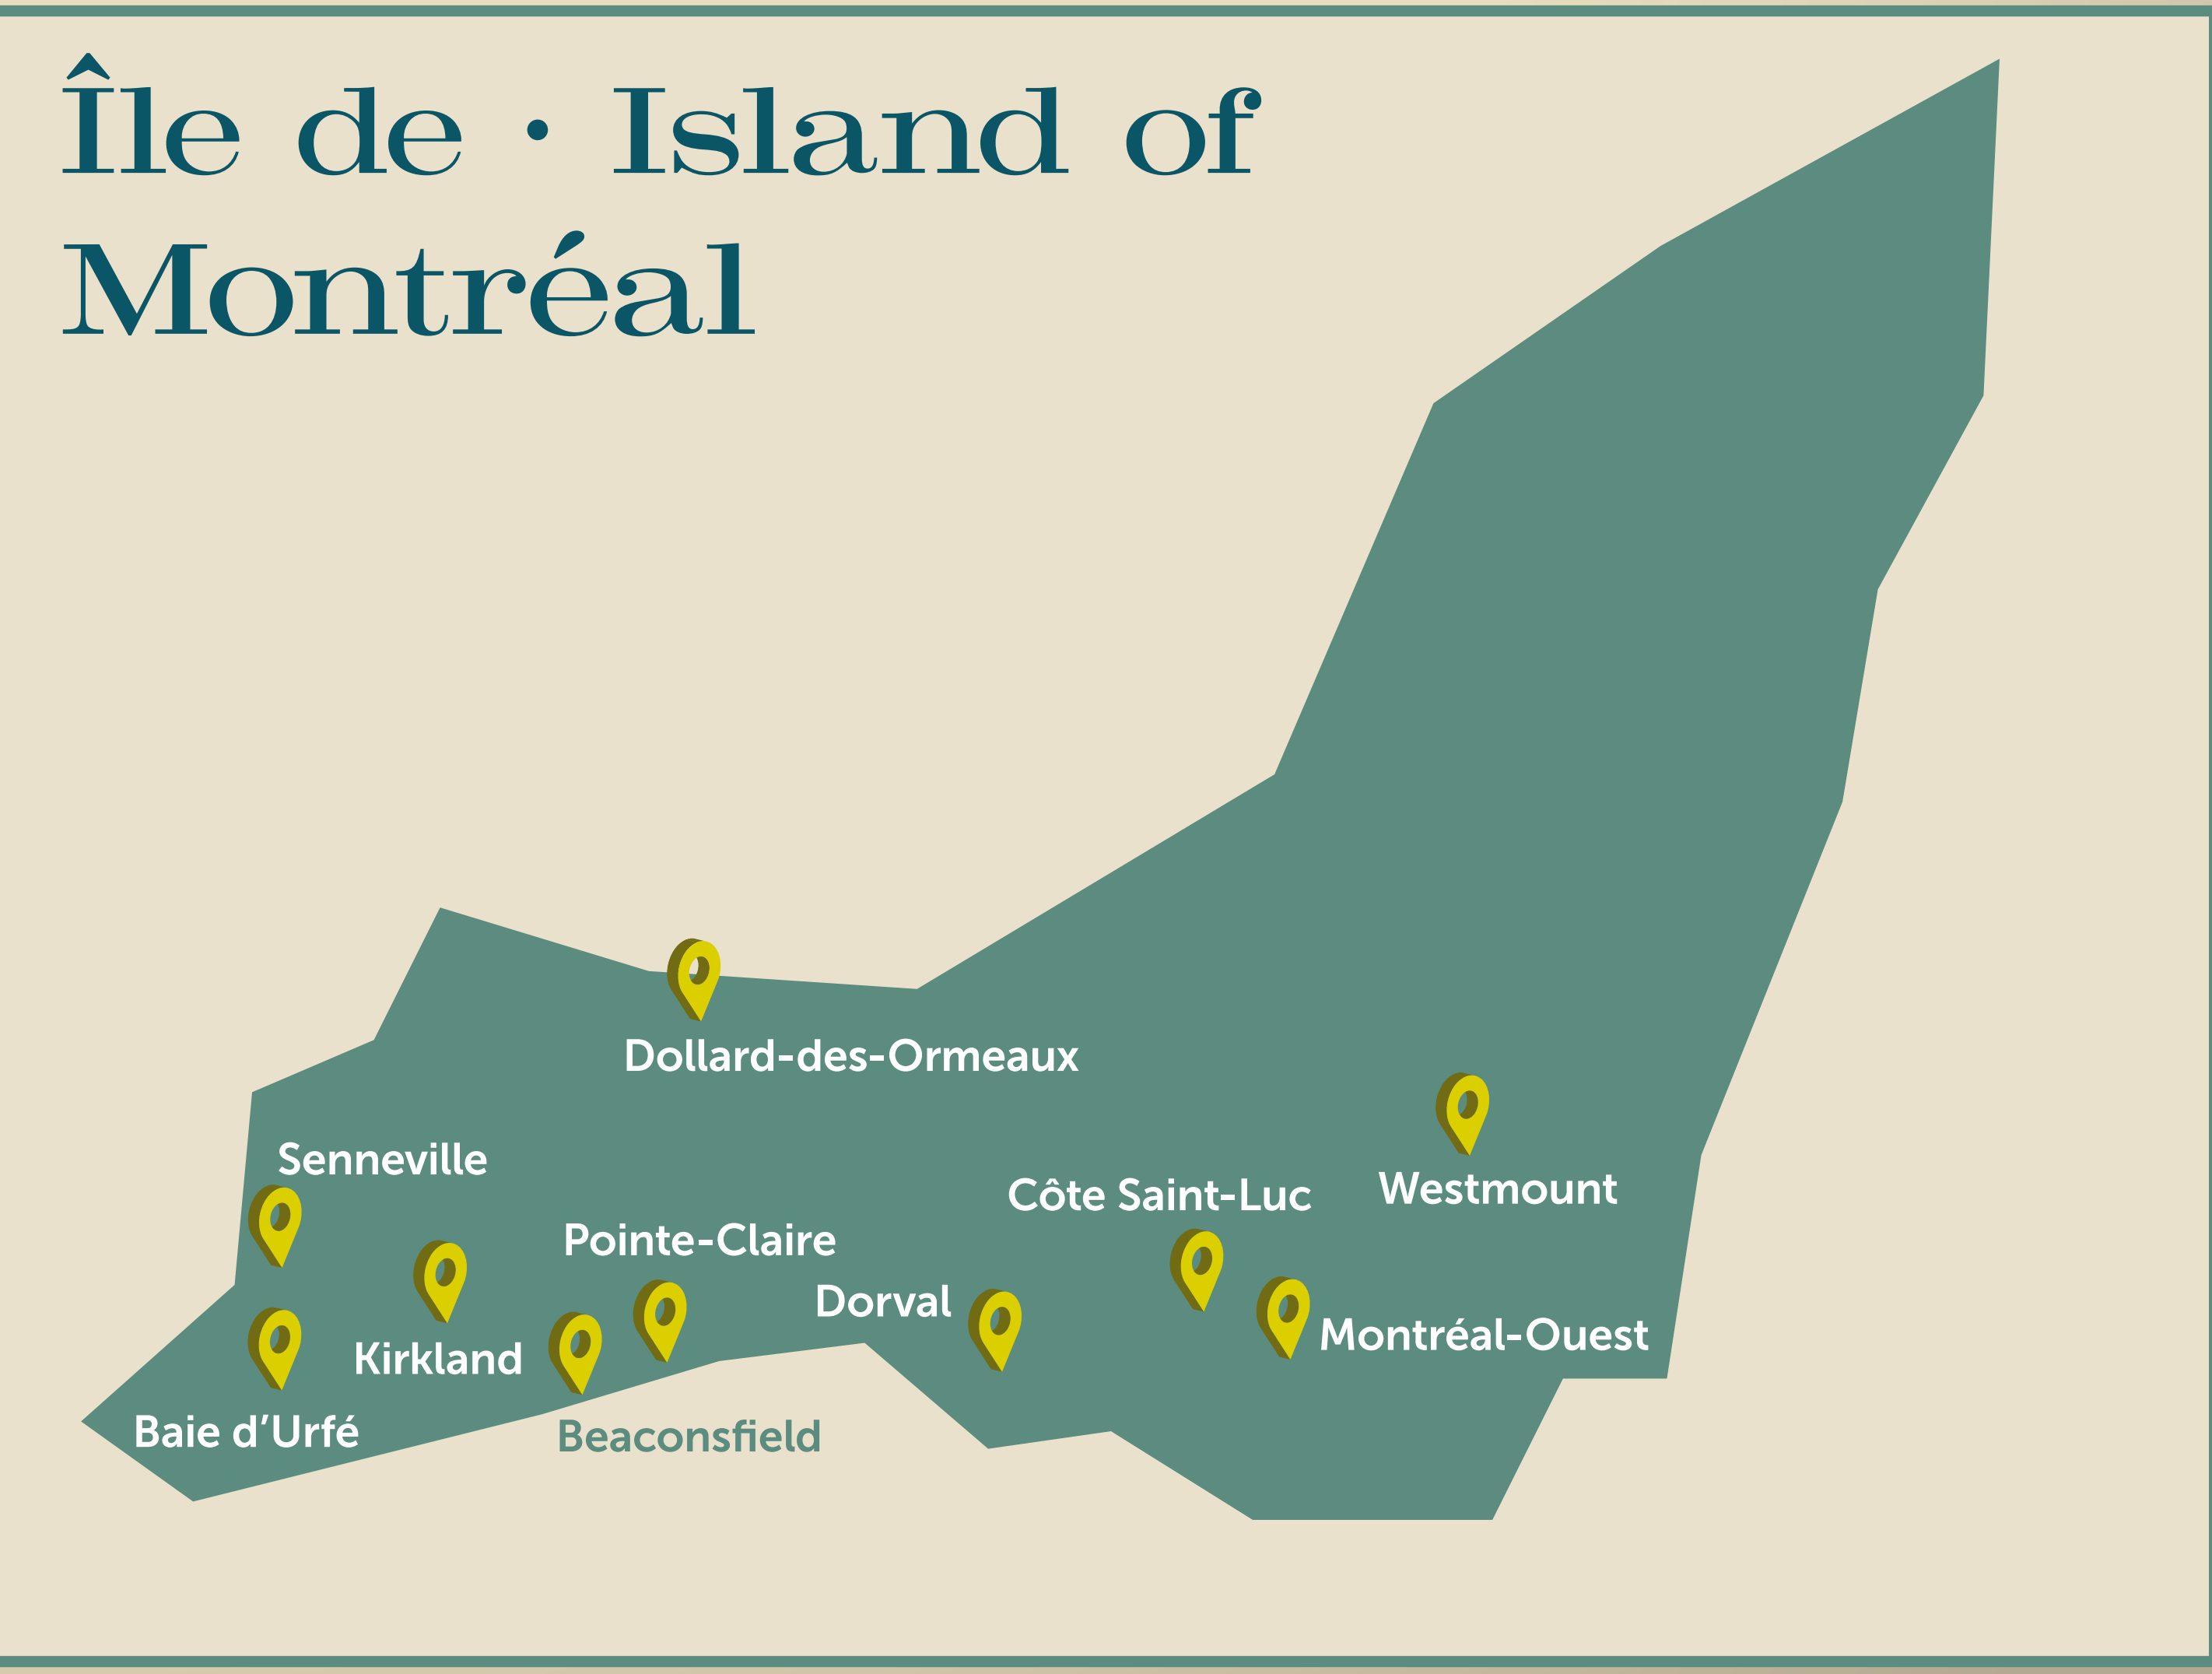 Île de · Island of
Montréal
Dollard-des-Ormeaux
Senneville
Westmount
Côte Saint-Luc
Pointe-Claire
Dorval
Montréal-Ouest
Kirkland
Baie d’Urfé
Beaconsfield